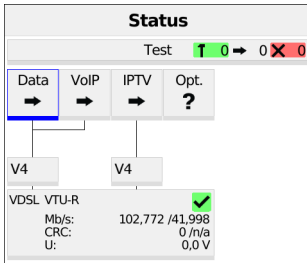 Status
Test 0 ➡ 0 ✕ 0
Data VoIP IPTV Opt.
➡ ➡ ➡ ?
V4 V4
VDSL VTU-R
Mb/s: 102,772 /41,998
CRC: 0 /n/a
U: 0,0 V